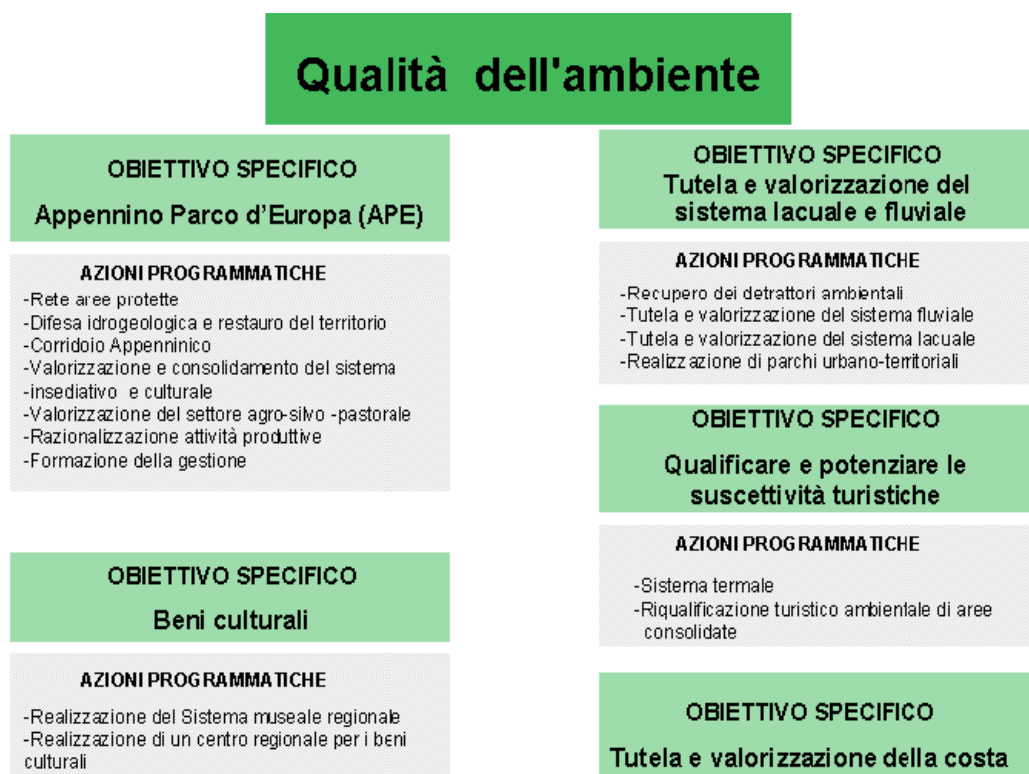 Qualità dell'ambiente
OBIETTIVO SPECIFICO
Appennino Parco d'Europa (APE)
AZIONI PROGRAMMATICHE
-Rete aree protette
-Difesa idrogeologica e restauro del territorio
-Corridoio Appenninico
-Valorizzazione e consolidamento del sistema
-insediativo e culturale
-Valorizzazione del settore agro-silvo -pastorale
-Razionalizzazione attività produttive
-Formazione della gestione
OBIETTIVO SPECIFICO
Beni culturali
AZIONI PROGRAMMATICHE
-Realizzazione del Sistema museale regionale
-Realizzazione di un centro regionale per i beni
culturali
OBIETTIVO SPECIFICO
Tutela e valorizzazione del
sistema lacuale e fluviale
AZIONI PROGRAMMATICHE
-Recupero dei detrattori ambientali
-Tutela e valorizzazione del sistema fluviale
-Tutela e valorizzazione del sistema lacuale
-Realizzazione di parchi urbano-territoriali
OBIETTIVO SPECIFICO
Qualificare e potenziare le
suscettività turistiche
AZIONI PROGRAMMATICHE
-Sistema termale
-Riqualificazione turistico ambientale di aree
consolidate
OBIETTIVO SPECIFICO
Tutela e valorizzazione della costa